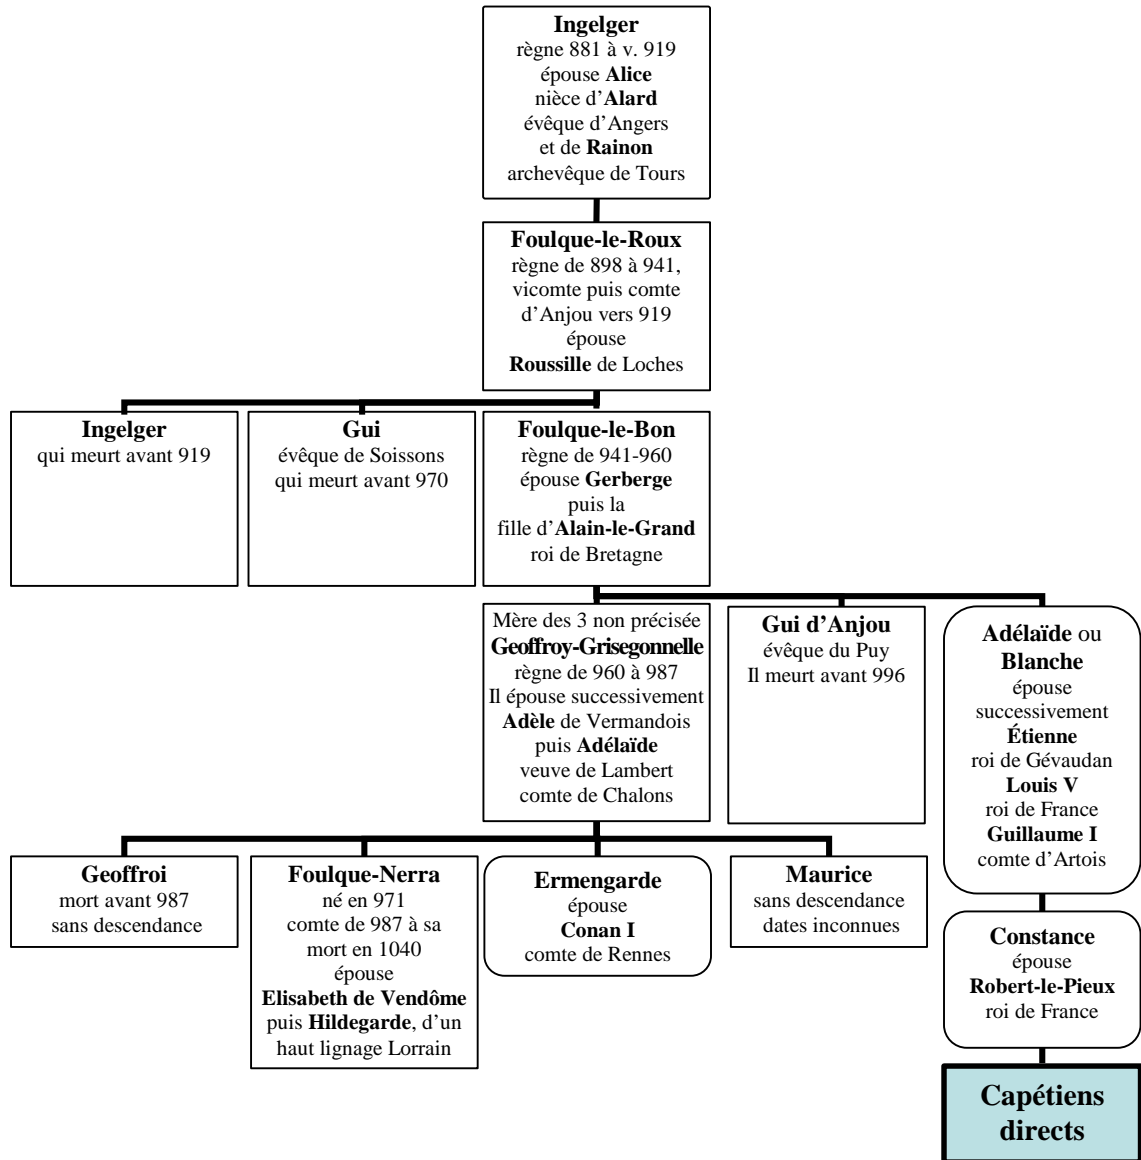 Ingelger
règne 881 à v. 919
épouse Alice
nièce d’Alard
évêque d’Angers
et de Rainon
archevêque de Tours
Foulque-le-Roux
règne de 898 à 941,
vicomte puis comte
d’Anjou vers 919
épouse
Roussille de Loches
Ingelger
qui meurt avant 919
Gui
évêque de Soissons
qui meurt avant 970
Foulque-le-Bon
règne de 941-960
épouse Gerberge
puis la
fille d’Alain-le-Grand
roi de Bretagne
Mère des 3 non précisée
Geoffroy-Grisegonnelle
règne de 960 à 987
Il épouse successivement
Adèle de Vermandois
puis Adélaïde
veuve de Lambert
comte de Chalons
Gui d’Anjou
évêque du Puy
Il meurt avant 996
Adélaïde ou
Blanche
épouse
successivement
Étienne
roi de Gévaudan
Louis V
roi de France
Guillaume I
comte d’Artois
Geoffroi
mort avant 987
sans descendance
Foulque-Nerra
né en 971
comte de 987 à sa
mort en 1040
épouse
Elisabeth de Vendôme
puis Hildegarde, d’un
haut lignage Lorrain
Ermengarde
épouse
Conan I
comte de Rennes
Maurice
sans descendance
dates inconnues
Constance
épouse
Robert-le-Pieux
roi de France
Capétiens
directs